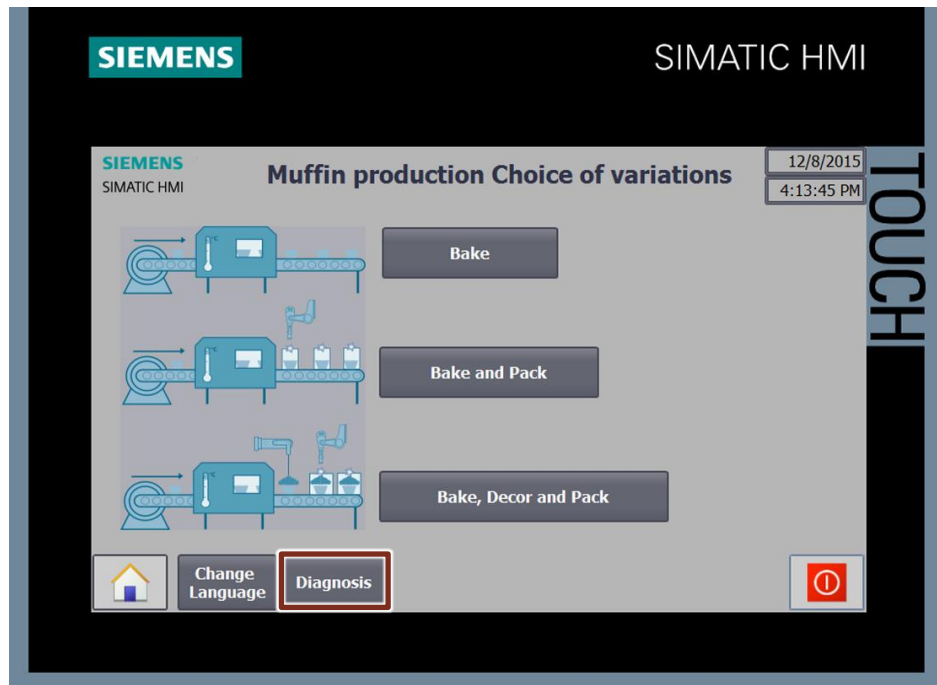 SIEMENS
SIMATIC HMI
SIEMENS
SIMATIC HMI
Muffin production Choice of variations
12/8/2015
4:13:45 PM
TOUCH
Bake
Bake and Pack
Bake, Decor and Pack
Change
Language
Diagnosis